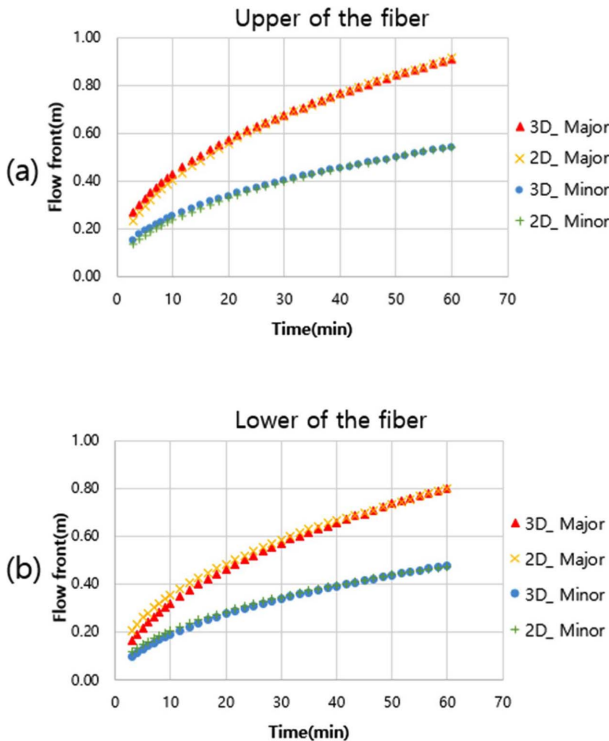 Upper of the fiber
(a)
Flow front(m)
1.00
0.80
0.60
0.40
0.20
0.00
0 10 20 30 40 50 60 70
Time(min)
3D_ Major
2D_ Major
3D_ Minor
2D_ Minor
Lower of the fiber
(b)
Flow front(m)
1.00
0.80
0.60
0.40
0.20
0.00
0 10 20 30 40 50 60 70
Time(min)
3D_ Major
2D_ Major
3D_ Minor
2D_ Minor